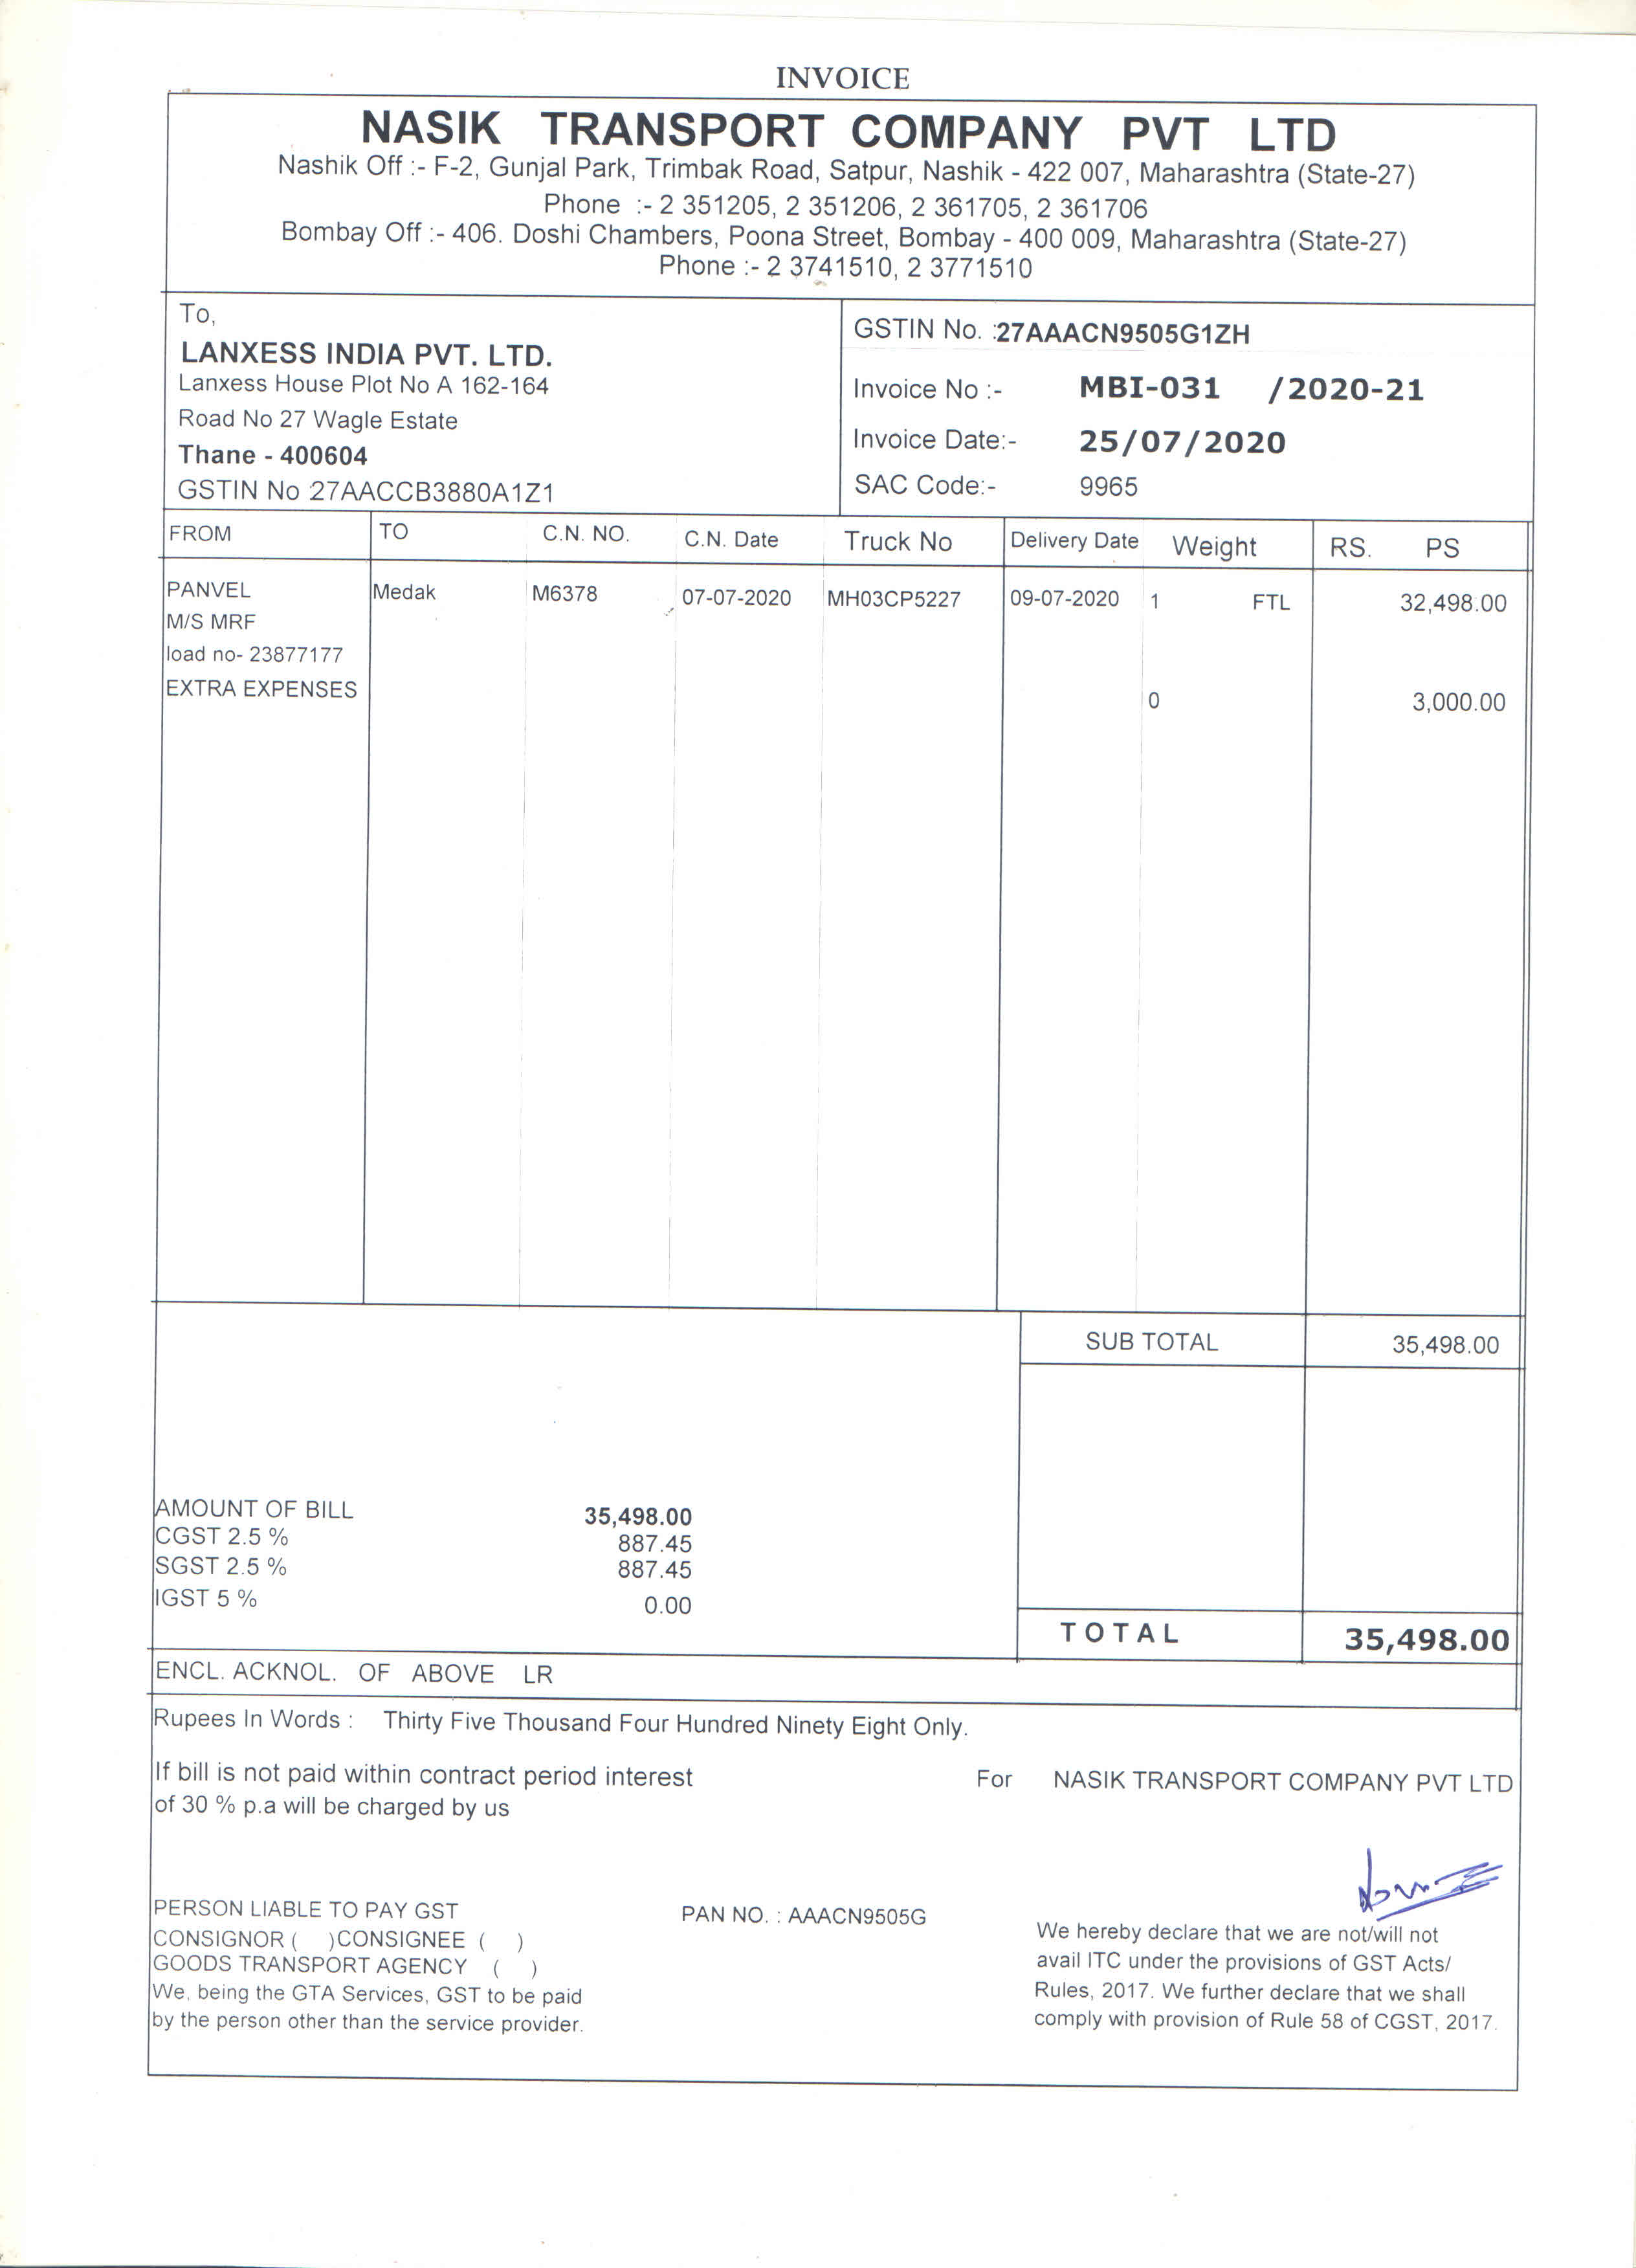 INVOICE
NASIK TRANSPORT COMPANY PVT LTD
Nashik Off :- F-2, Gunjal Park, Trimbak Road, Satpur, Nashik - 422 007, Maharashtra (State-27)
Phone :- 2 351205, 2 351206, 2 361705, 2 361706
Bombay Off :- 406. Doshi Chambers, Poona Street, Bombay - 400 009, Maharashtra (State-27)
Phone :- 2 3741510, 2 3771510
To,
LANXESS INDIA PVT. LTD.
Lanxess House Plot No A 162-164
Road No 27 Wagle Estate
Thane - 400604
GSTIN No 27AACCB3880A1Z1
GSTIN No. :27AAACN9505G1ZH
Invoice No :- MBI-031 /2020-21
Invoice Date:- 25/07/2020
SAC Code:- 9965
FROM TO C.N. NO. C.N. Date Truck No Delivery Date Weight RS. PS
PANVEL Medak M6378 07-07-2020 MH03CP5227 09-07-2020 1 FTL 32,498.00
M/S MRF
load no- 23877177
EXTRA EXPENSES 0 3,000.00
SUB TOTAL 35,498.00
AMOUNT OF BILL 35,498.00
CGST 2.5 % 887.45
SGST 2.5 % 887.45
IGST 5 % 0.00
TOTAL 35,498.00
ENCL. ACKNOL. OF ABOVE LR
Rupees In Words : Thirty Five Thousand Four Hundred Ninety Eight Only.
If bill is not paid within contract period interest
of 30 % p.a will be charged by us
For NASIK TRANSPORT COMPANY PVT LTD
PERSON LIABLE TO PAY GST
CONSIGNOR ( )CONSIGNEE ( )
GOODS TRANSPORT AGENCY ( )
We, being the GTA Services, GST to be paid
by the person other than the service provider.
PAN NO. : AAACN9505G
We hereby declare that we are not/will not
avail ITC under the provisions of GST Acts/
Rules, 2017. We further declare that we shall
comply with provision of Rule 58 of CGST, 2017.